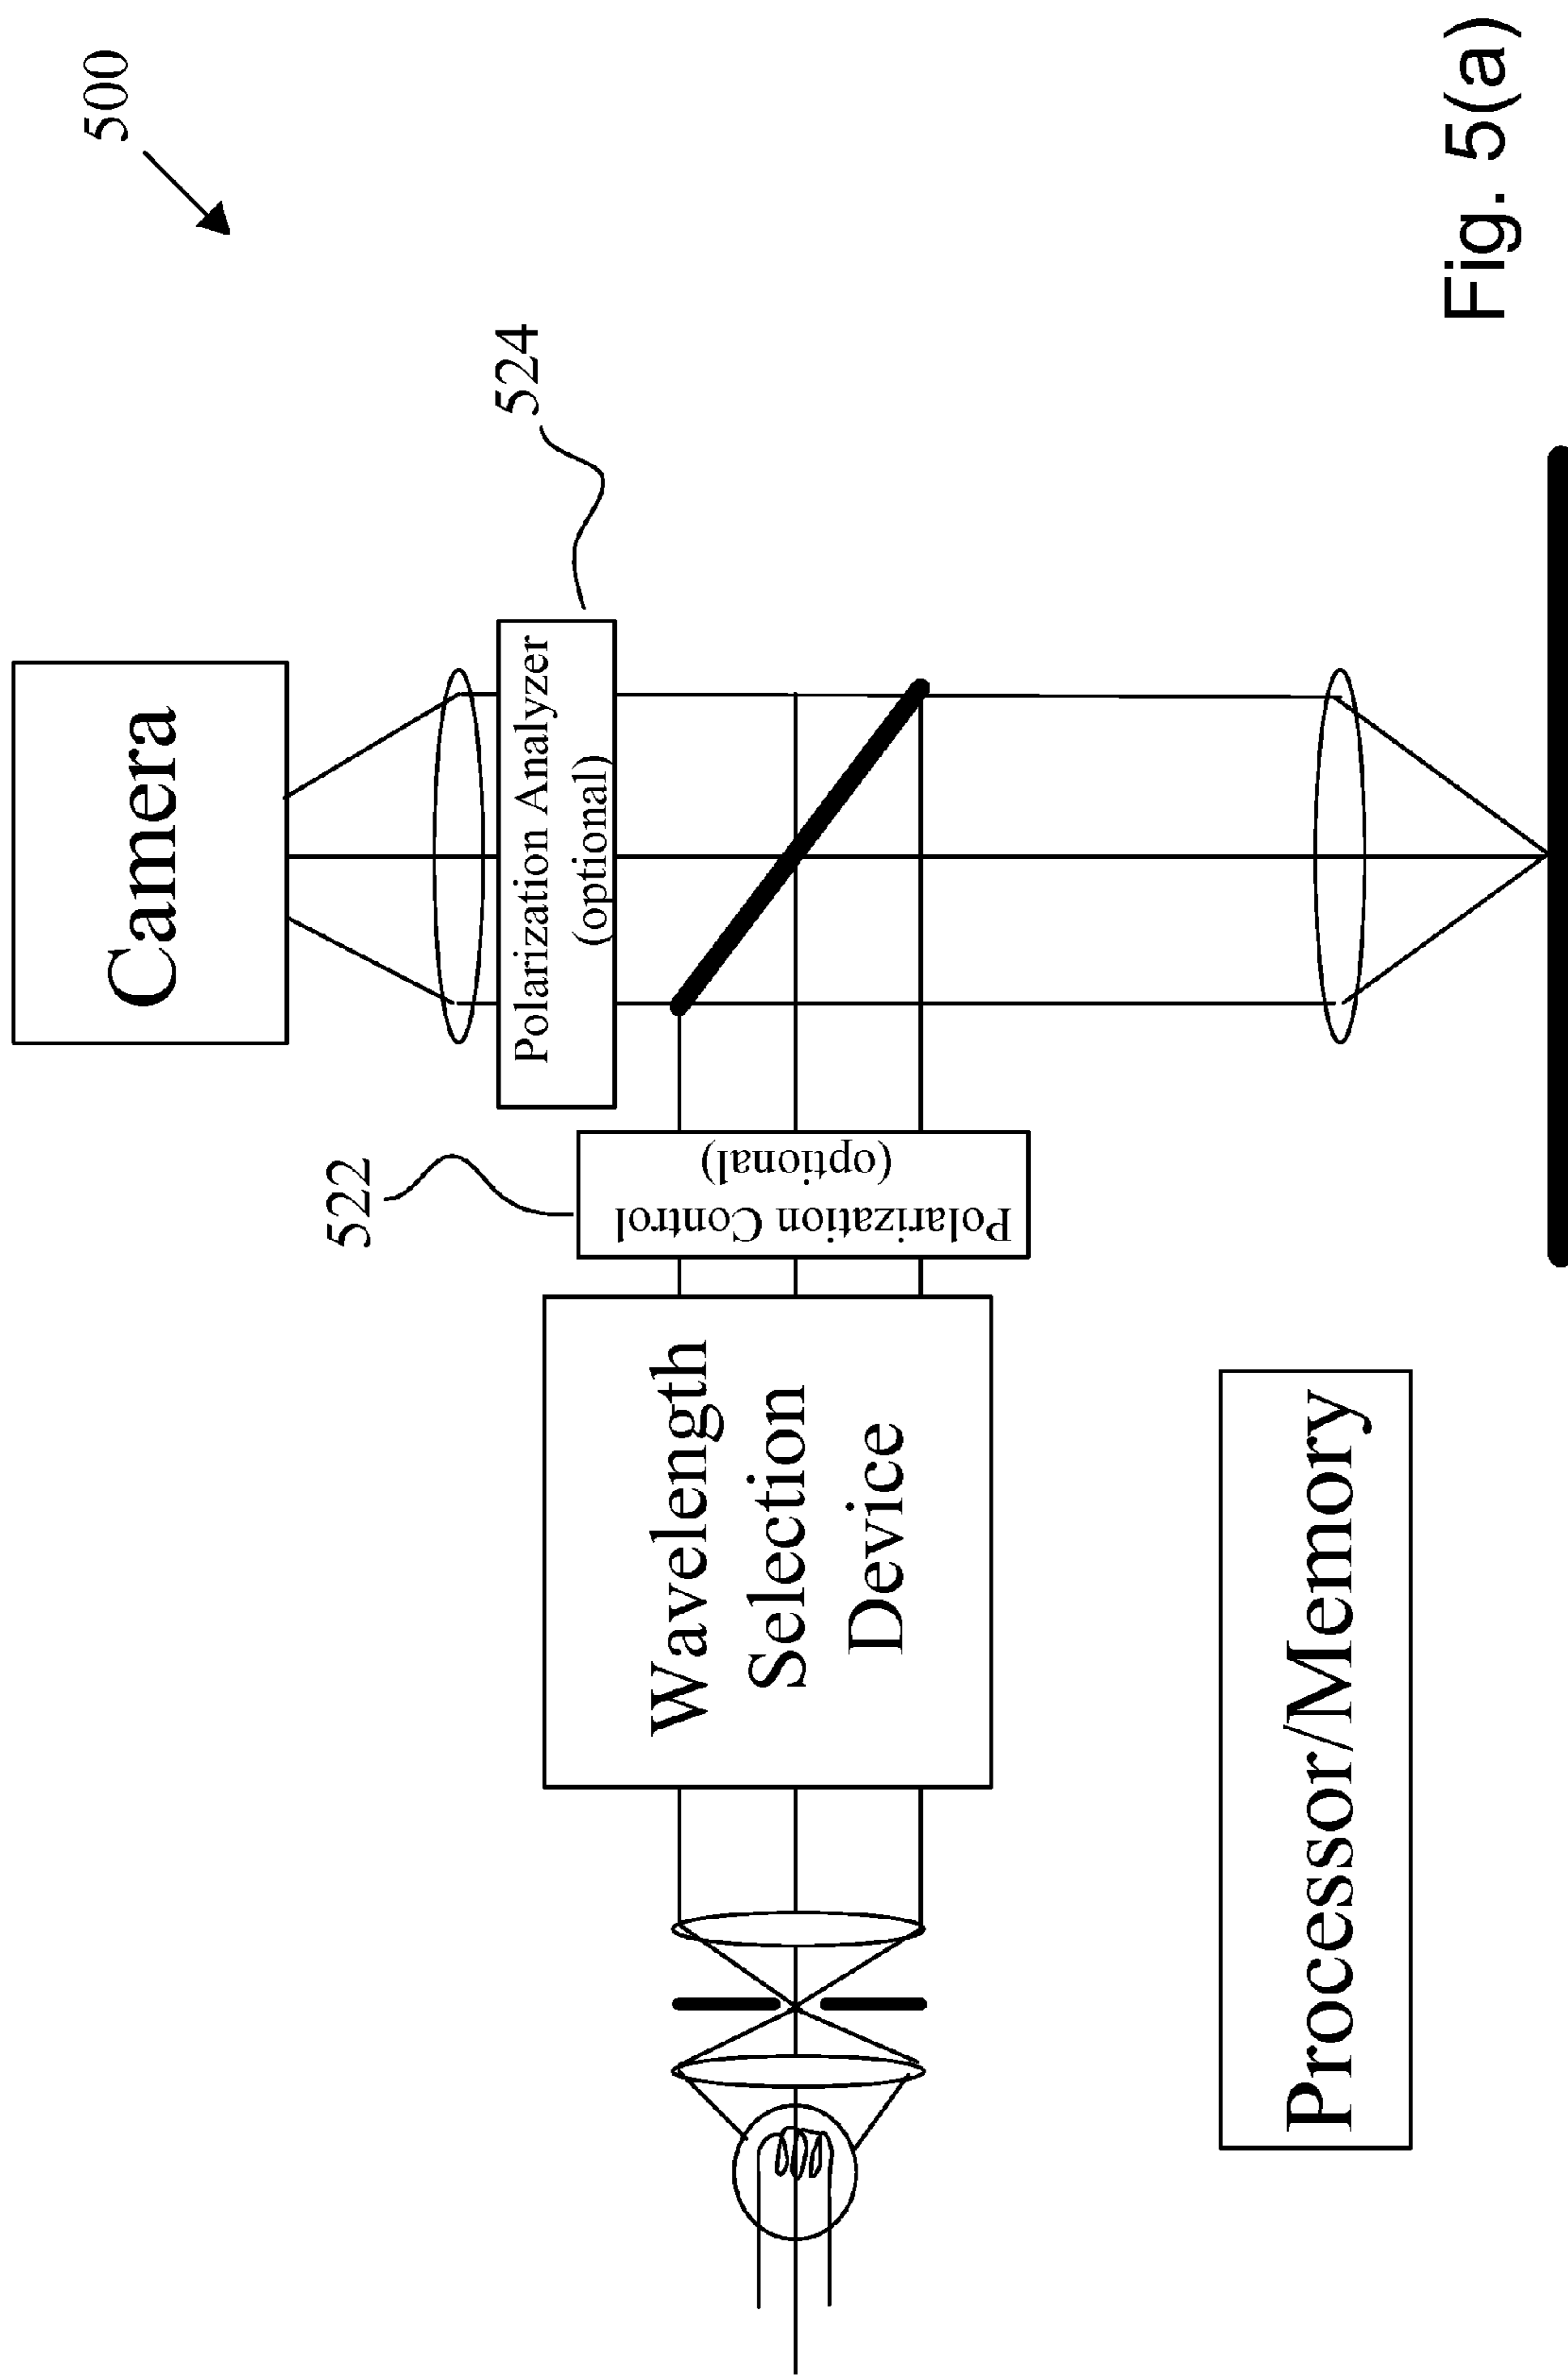 500
Camera
524
Polarization Analyzer
(optional)
522
Polarization Control
(optional)
Wavelength
Selection
Device
Processor/Memory
Fig. 5(a)